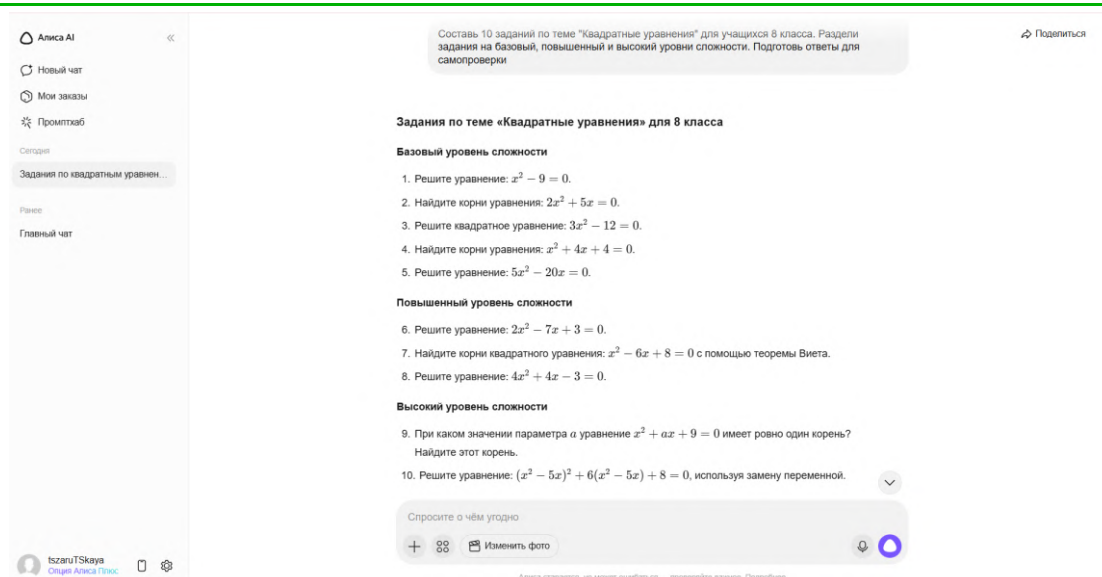 Алиса AI
Новый чат
Мои заказы
Промптхаб
Сегодня
Задания по квадратным уравнен...
Ранее
Главный чат
tszaruTSkaya
Опция Алиса Плюс
Составь 10 заданий по теме "Квадратные уравнения" для учащихся 8 класса. Раздели
задания на базовый, повышенный и высокий уровни сложности. Подготовь ответы для
самопроверки
Поделиться
Задания по теме «Квадратные уравнения» для 8 класса
Базовый уровень сложности
1. Решите уравнение: x² − 9 = 0.
2. Найдите корни уравнения: 2x² + 5x = 0.
3. Решите квадратное уравнение: 3x² − 12 = 0.
4. Найдите корни уравнения: x² + 4x + 4 = 0.
5. Решите уравнение: 5x² − 20x = 0.
Повышенный уровень сложности
6. Решите уравнение: 2x² − 7x + 3 = 0.
7. Найдите корни квадратного уравнения: x² − 6x + 8 = 0 с помощью теоремы Виета.
8. Решите уравнение: 4x² + 4x − 3 = 0.
Высокий уровень сложности
9. При каком значении параметра a уравнение x² + ax + 9 = 0 имеет ровно один корень?
Найдите этот корень.
10. Решите уравнение: (x² − 5x)² + 6(x² − 5x) + 8 = 0, используя замену переменной.
Спросите о чём угодно
Изменить фото